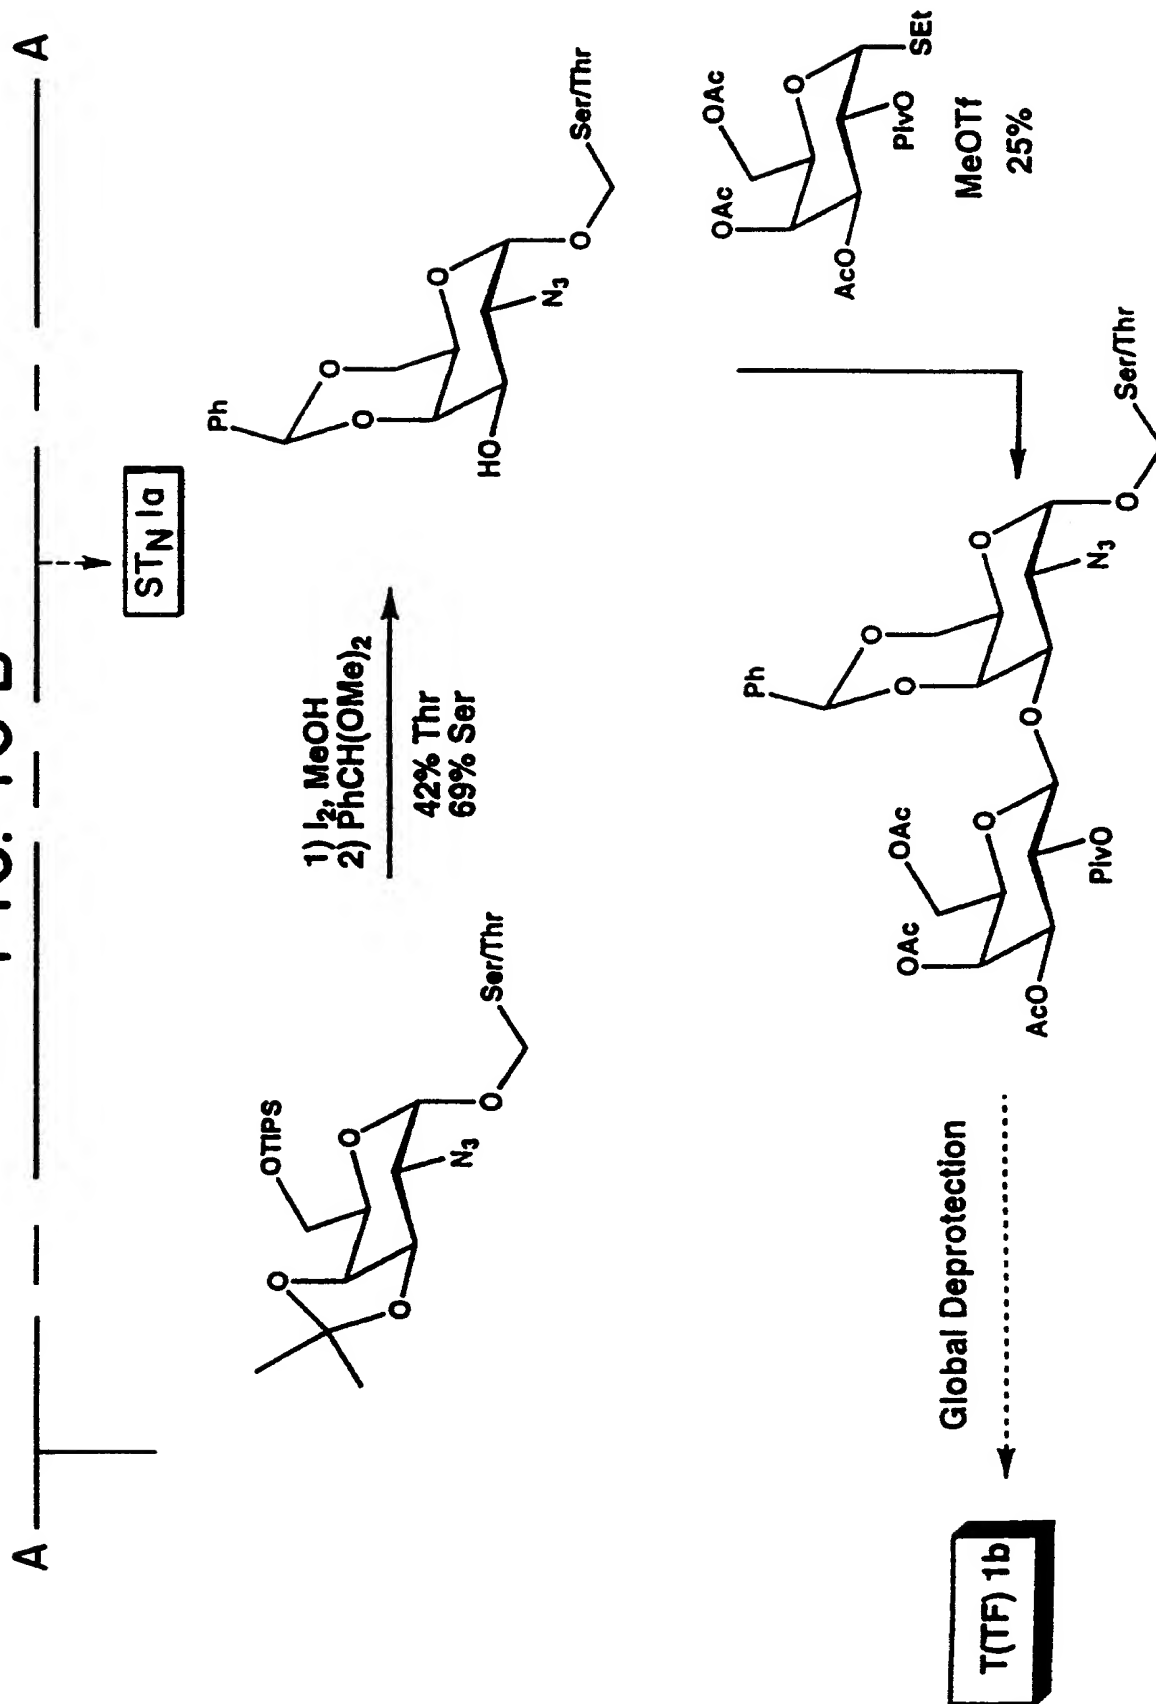 A A
STN Ia
1) I2, MeOH
2) PhCH(OMe)2
42% Thr
69% Ser
OTIPS
O
O
O
N3
O
Ser/Thr
Ph
O
O
O
HO
N3
O
Ser/Thr
OAc
OAc
O
AcO
PivO
SEt
MeOTf
25%
Ph
O
O
O
O
N3
O
Ser/Thr
OAc
OAc
O
AcO
PivO
Global Deprotection
T(TF) 1b